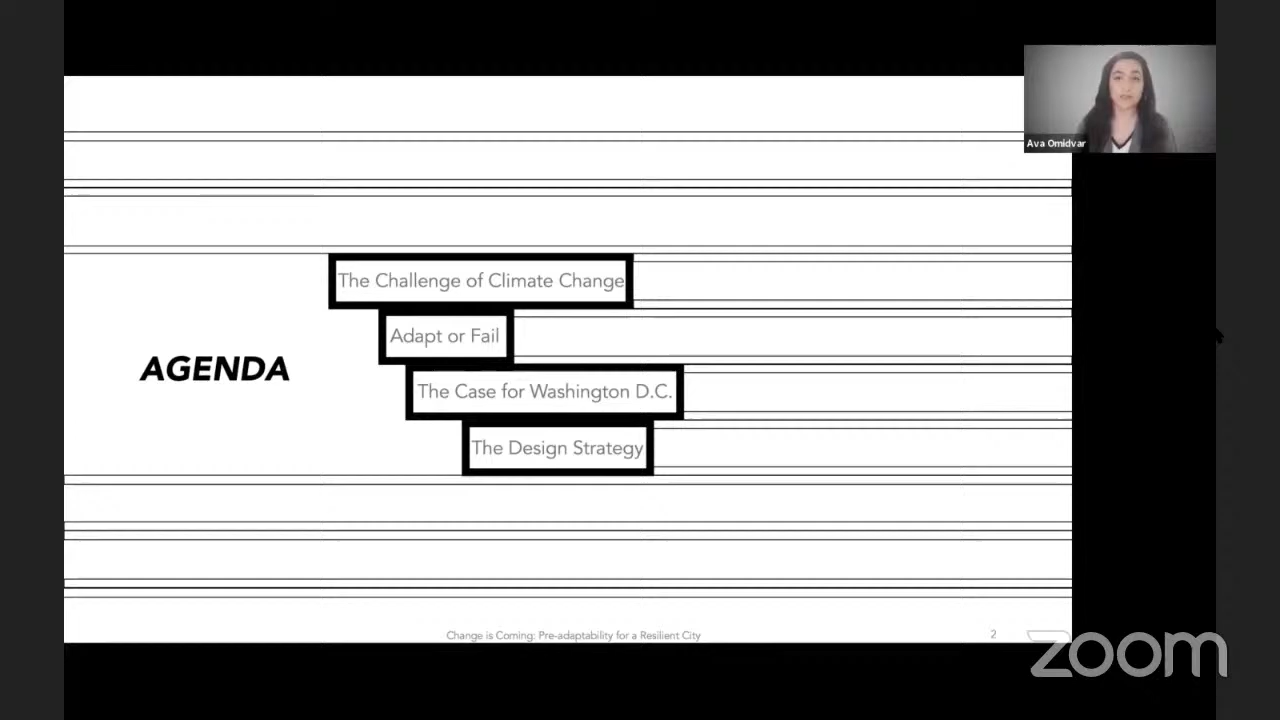 Ava Omidvar
The Challenge of Climate Change
Adapt or Fail
AGENDA
The Case for Washington D.C.
The Design Strategy
Change is Coming: Pre-adaptability for a Resilient City
2
zoom